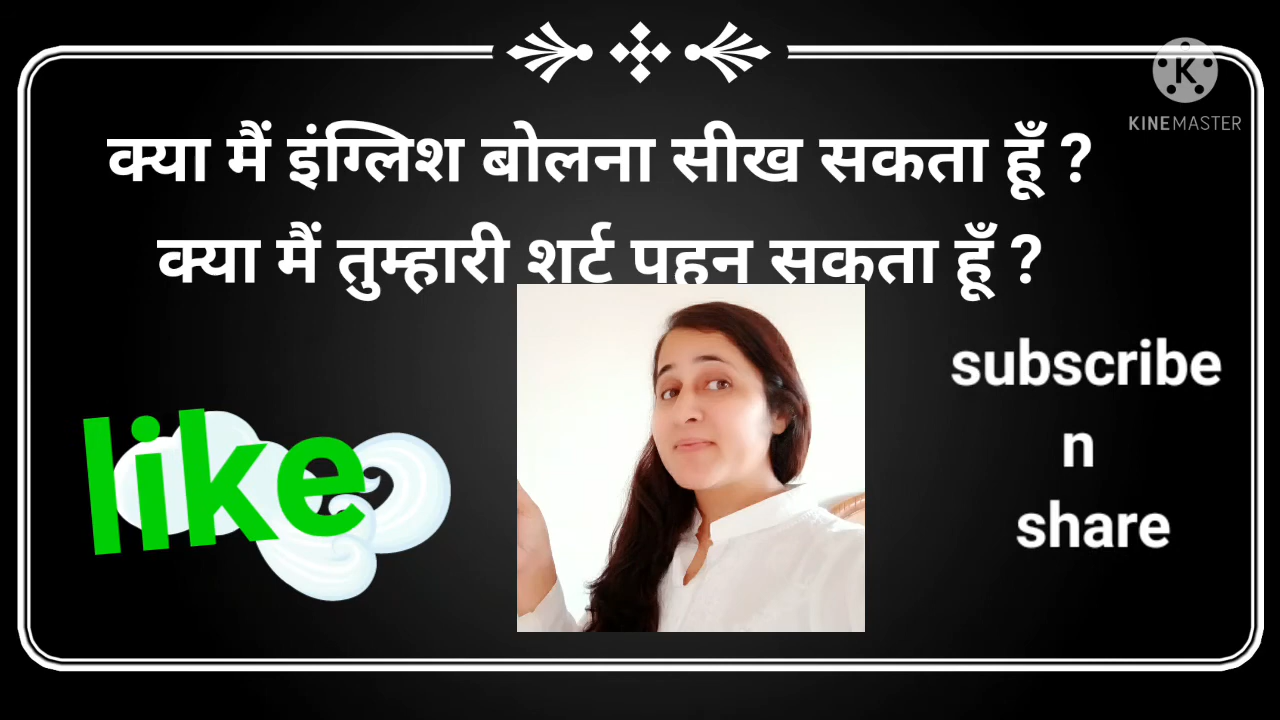 KINEMASTER
क्या मैं इंग्लिश बोलना सीख सकता हूँ ?
क्या मैं तुम्हारी शर्ट पहन सकता हूँ ?
like
subscribe
n
share